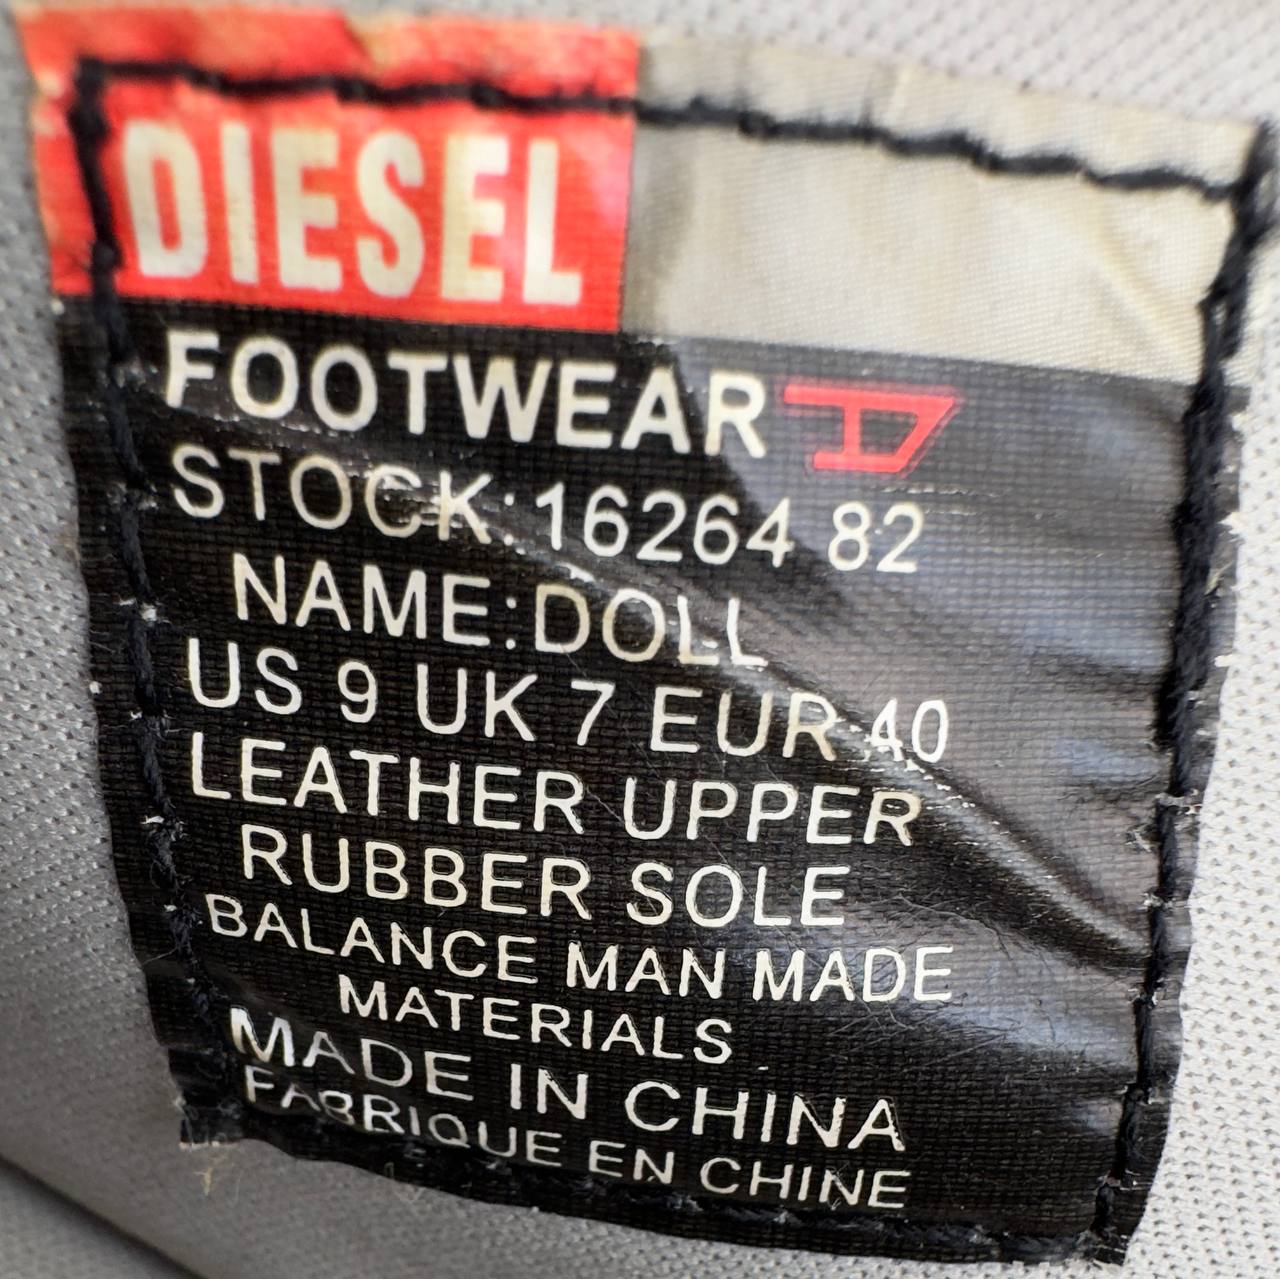 DIESEL
FOOTWEAR D
STOCK:16264 82
NAME:DOLL
US 9 UK 7 EUR 40
LEATHER UPPER
RUBBER SOLE
BALANCE MAN MADE
MATERIALS
MADE IN CHINA
FABRIQUE EN CHINE